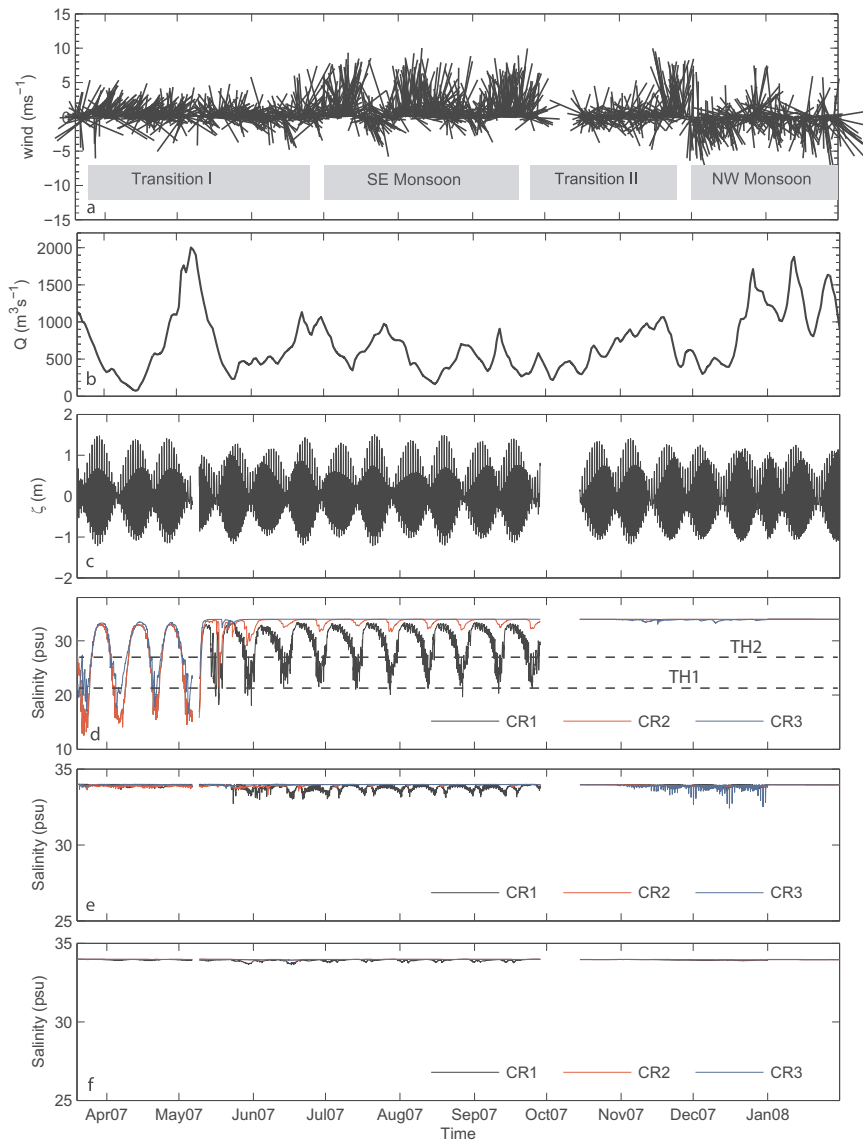 15
10
5
0
−5
−10
−15
wind (ms−1)
Transition I
SE Monsoon
Transition II
NW Monsoon
a
2000
1500
1000
500
0
Q (m3s−1)
b
2
1
0
−1
−2
ζ (m)
c
30
20
10
Salinity (psu)
TH2
TH1
d
CR1
CR2
CR3
35
30
25
Salinity (psu)
e
CR1
CR2
CR3
35
30
25
Salinity (psu)
f
CR1
CR2
CR3
Apr07 May07 Jun07 Jul07 Aug07 Sep07 Oct07 Nov07 Dec07 Jan08
Time